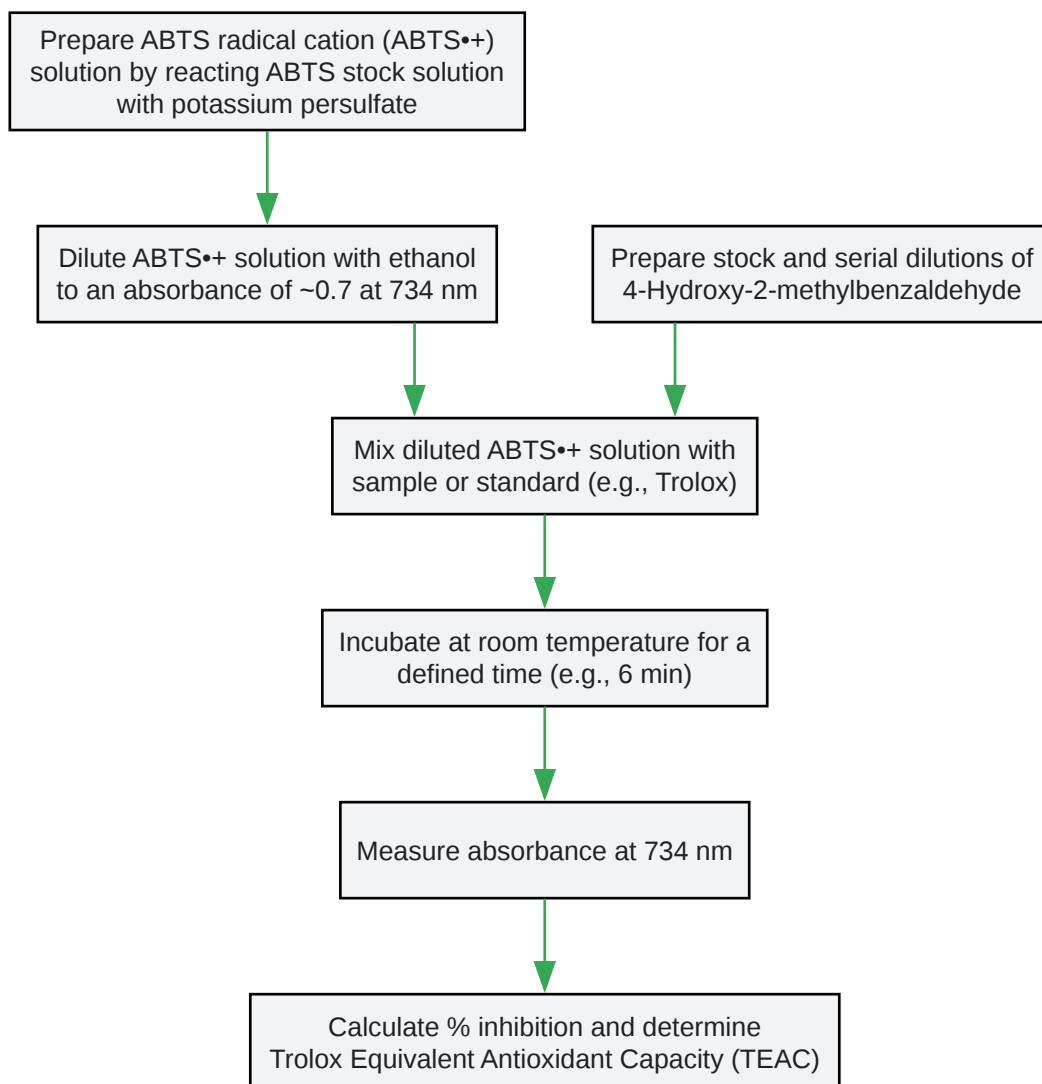 Prepare ABTS radical cation (ABTS•+)
solution by reacting ABTS stock solution
with potassium persulfate
Dilute ABTS•+ solution with ethanol
to an absorbance of ~0.7 at 734 nm
Prepare stock and serial dilutions of
4-Hydroxy-2-methylbenzaldehyde
Mix diluted ABTS•+ solution with
sample or standard (e.g., Trolox)
Incubate at room temperature for a
defined time (e.g., 6 min)
Measure absorbance at 734 nm
Calculate % inhibition and determine
Trolox Equivalent Antioxidant Capacity (TEAC)